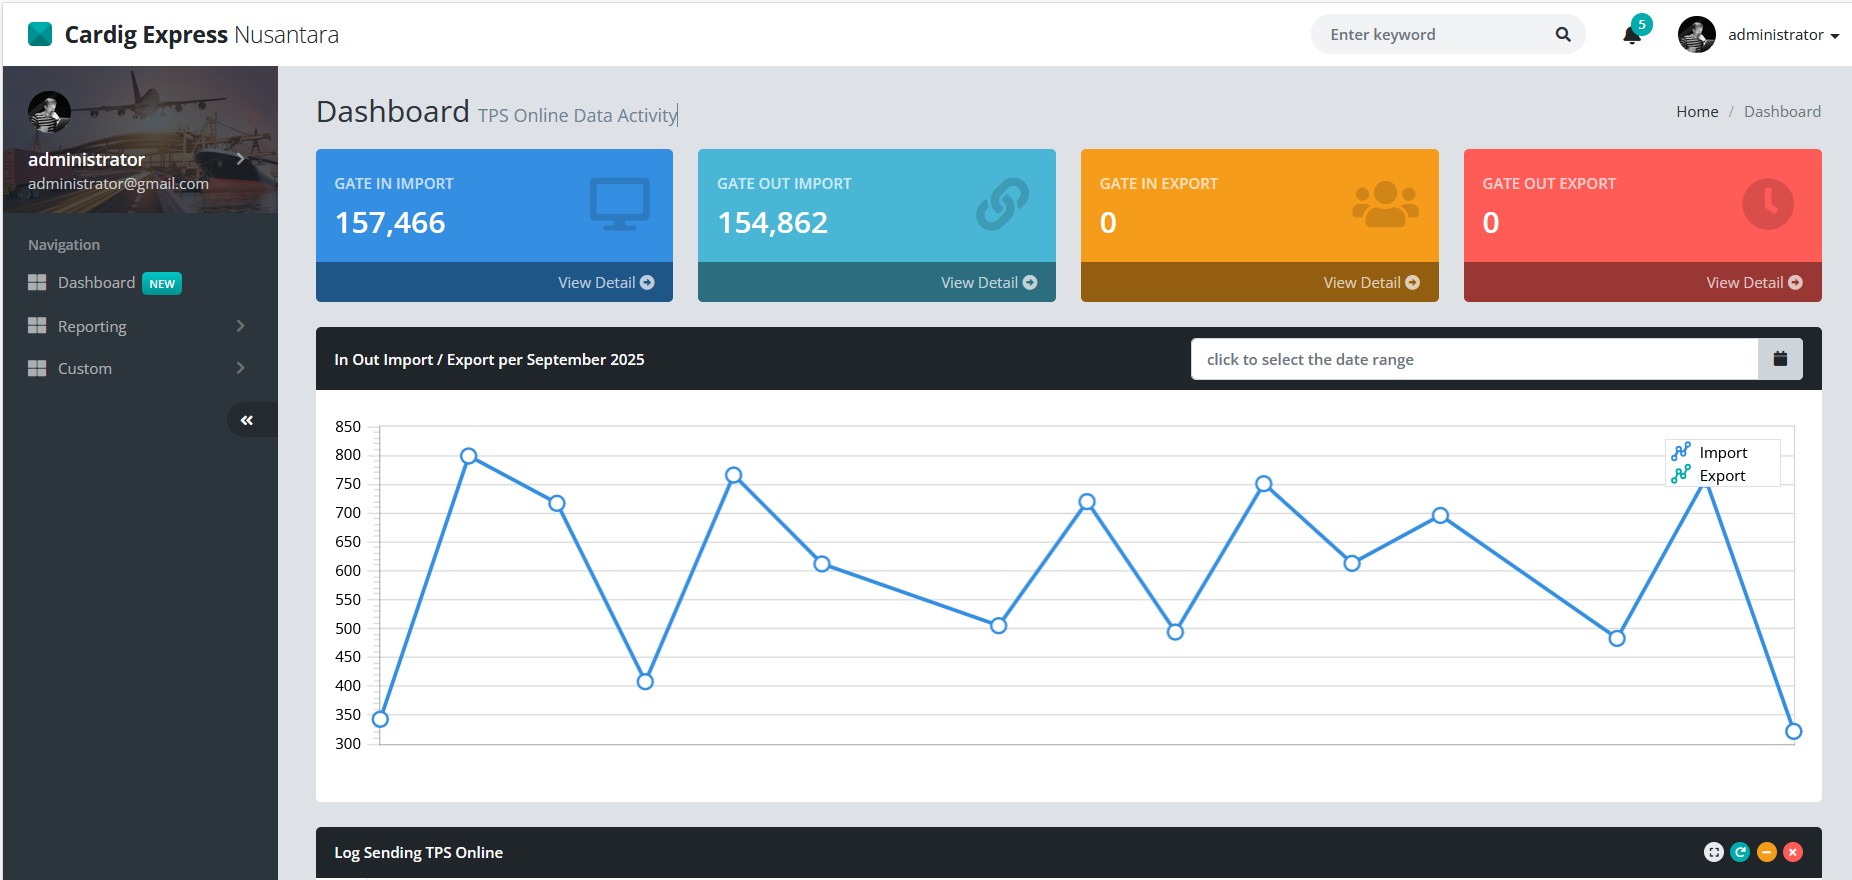 Cardig Express Nusantara
Enter keyword
5
administrator
administrator
administrator@gmail.com
Navigation
Dashboard NEW
Reporting
Custom
Dashboard TPS Online Data Activity
Home / Dashboard
GATE IN IMPORT
157,466
View Detail
GATE OUT IMPORT
154,862
View Detail
GATE IN EXPORT
0
View Detail
GATE OUT EXPORT
0
View Detail
In Out Import / Export per September 2025
click to select the date range
850
800
750
700
650
600
550
500
450
400
350
300
Import
Export
Log Sending TPS Online